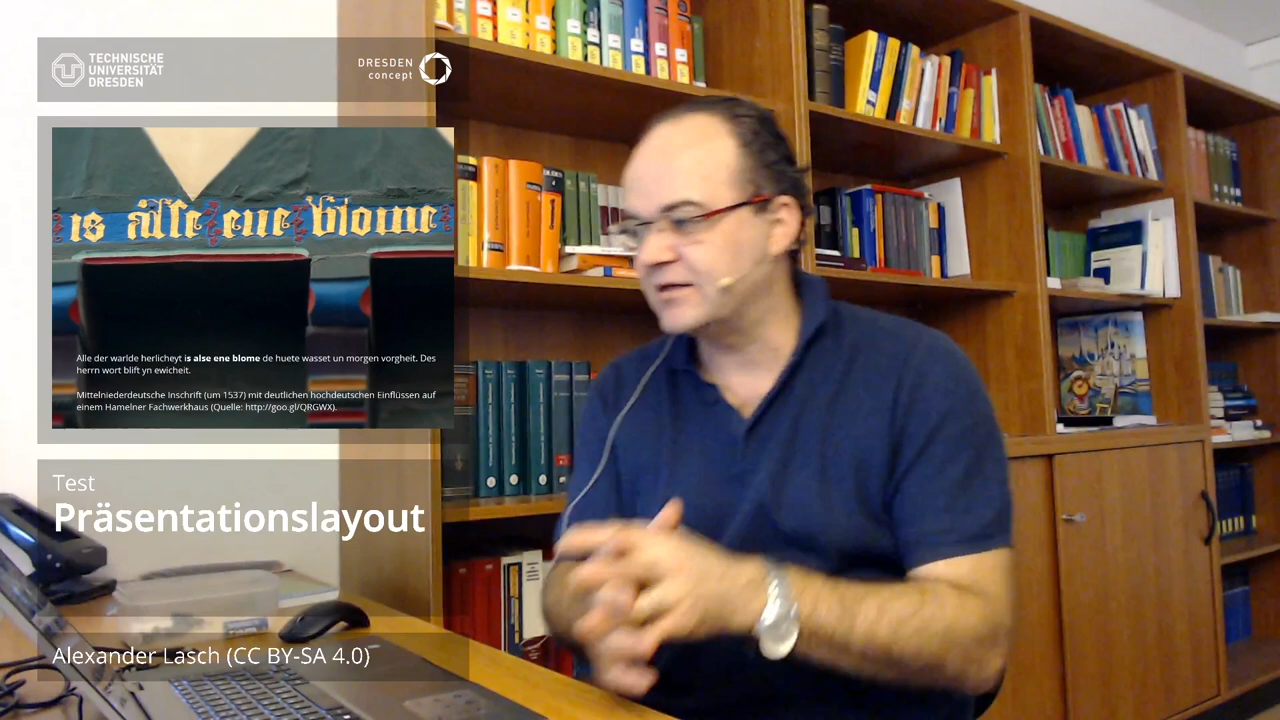 TECHNISCHE
UNIVERSITÄT
DRESDEN
DRESDEN
concept
is alse ene blome
Alle der warlde herlicheyt is alse ene blome de huete wasset un morgen vorgheit. Des
herrn wort blift yn ewicheit.
Mittelniederdeutsche Inschrift (um 1537) mit deutlichen hochdeutschen Einflüssen auf
einem Hamelner Fachwerkhaus (Quelle: http://goo.gl/QRGWX).
Test
Präsentationslayout
Alexander Lasch (CC BY-SA 4.0)